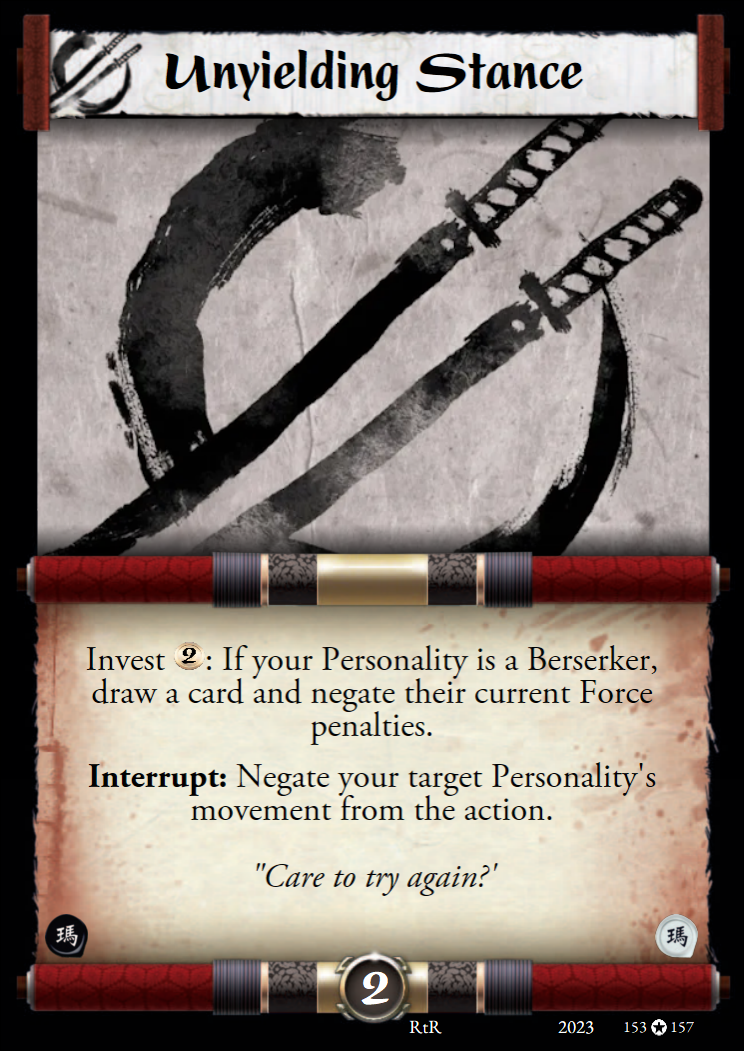 Unyielding Stance
Invest 2: If your Personality is a Berserker,
draw a card and negate their current Force
penalties.
Interrupt: Negate your target Personality's
movement from the action.
"Care to try again?'
瑪 瑪
2
RtR 2023 153 157